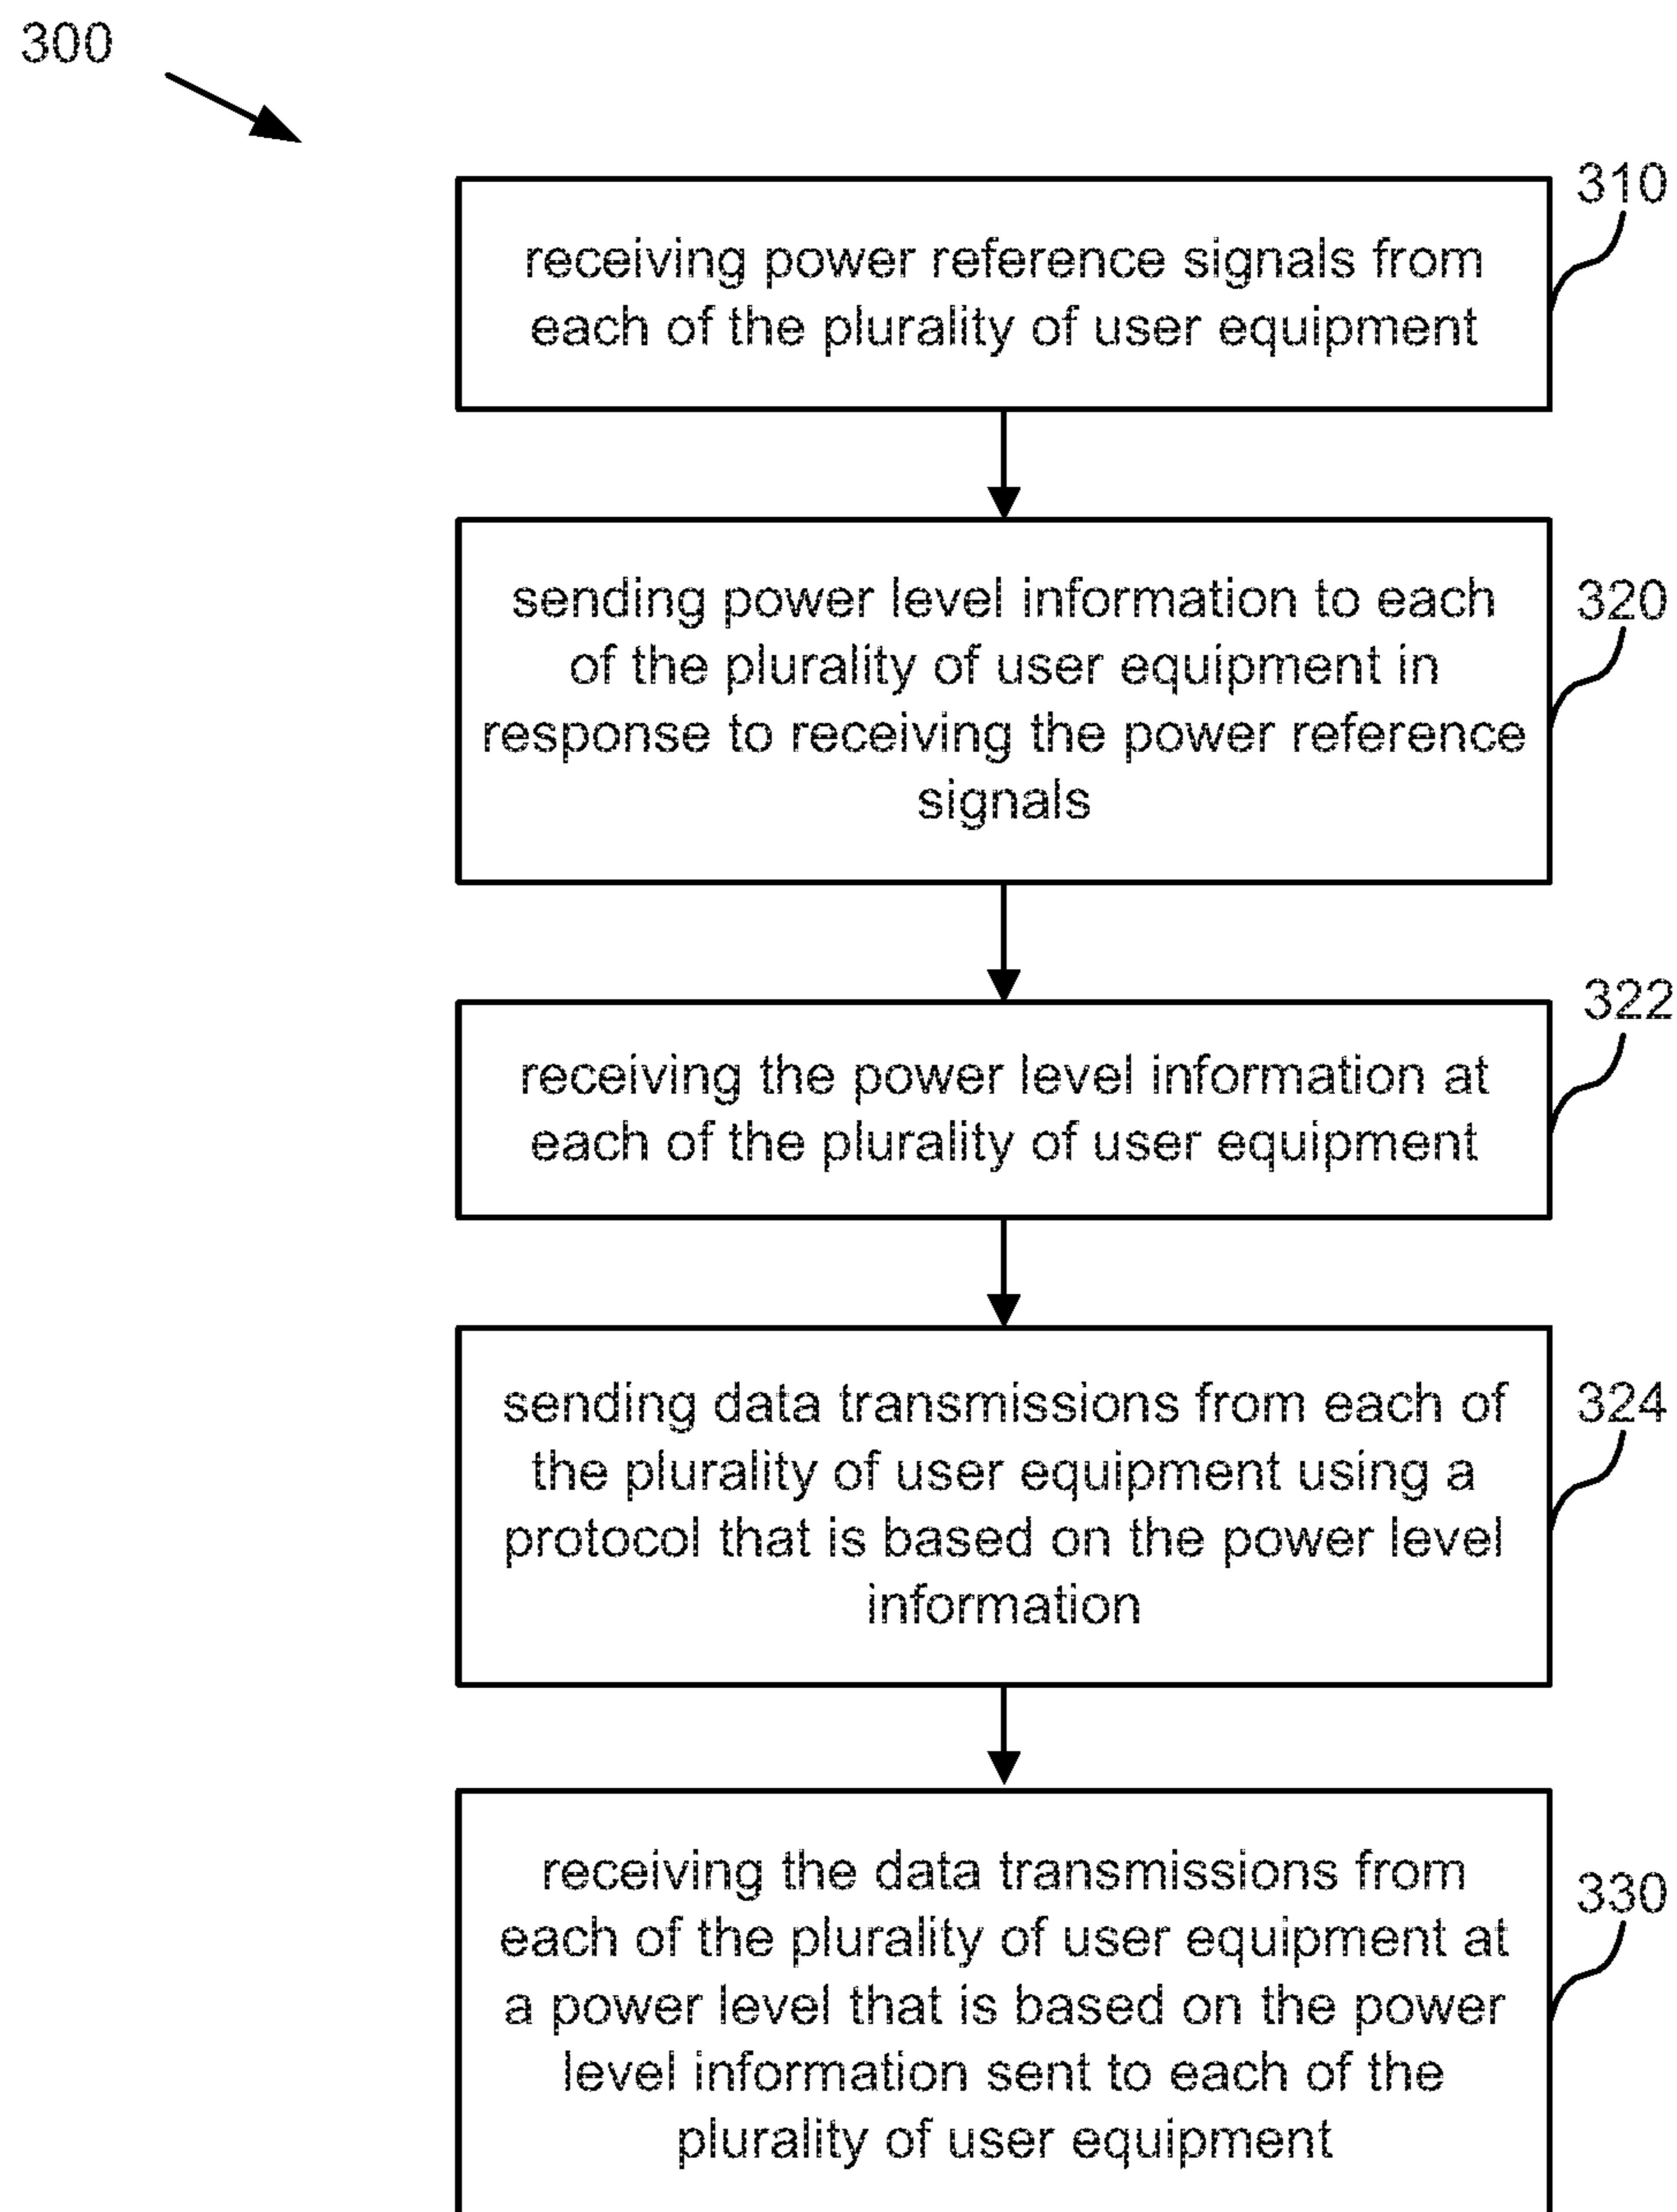 300
310
receiving power reference signals from
each of the plurality of user equipment
320
sending power level information to each
of the plurality of user equipment in
response to receiving the power reference
signals
322
receiving the power level information at
each of the plurality of user equipment
324
sending data transmissions from each of
the plurality of user equipment using a
protocol that is based on the power level
information
330
receiving the data transmissions from
each of the plurality of user equipment at
a power level that is based on the power
level information sent to each of the
plurality of user equipment